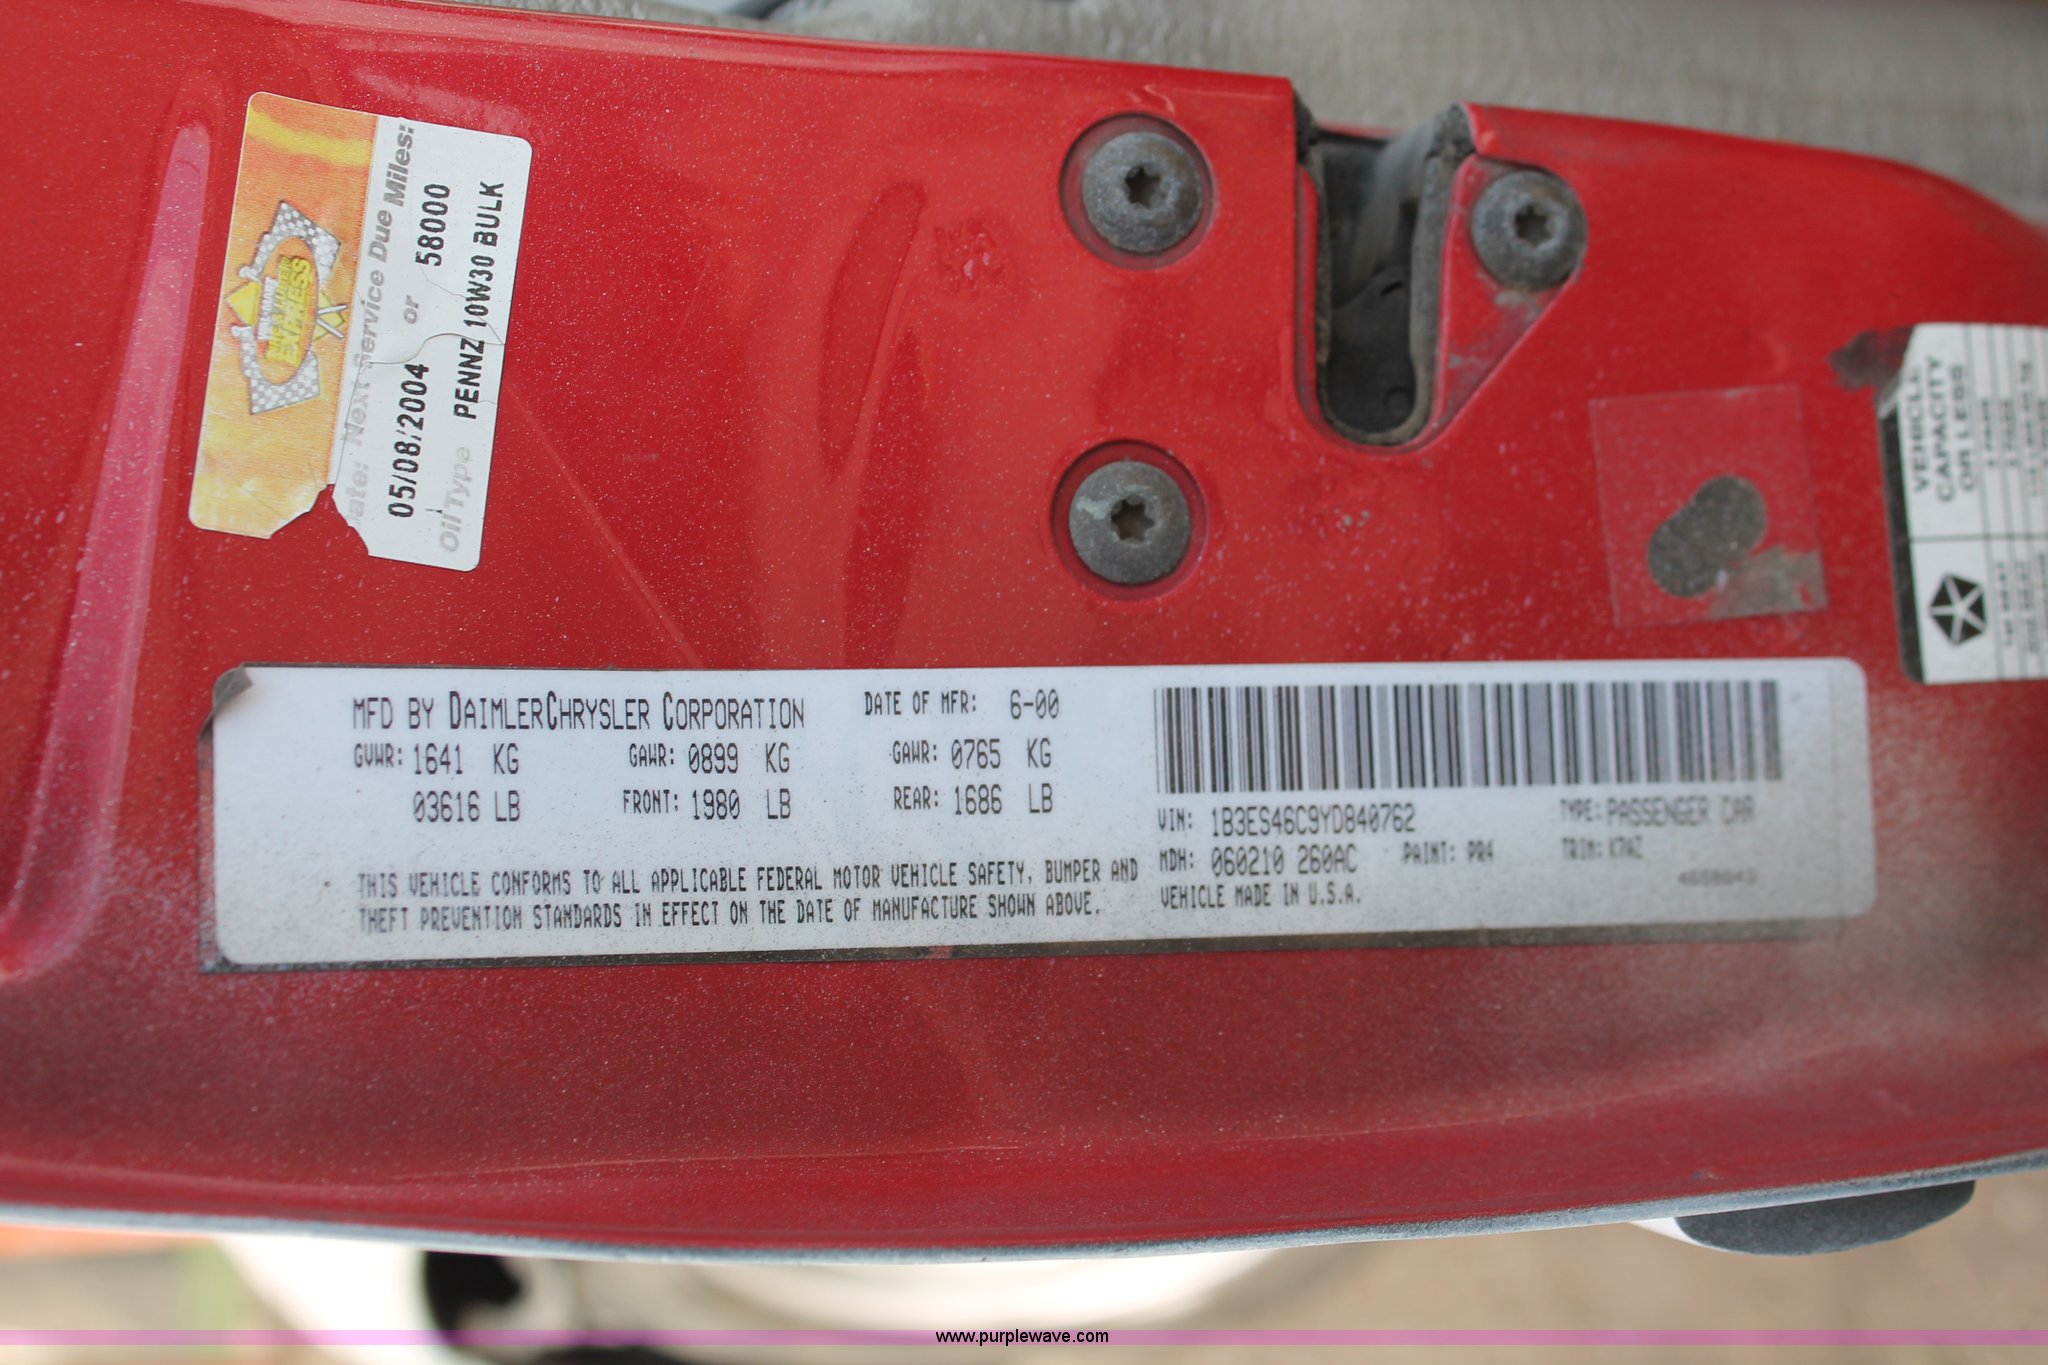 Date: Next Service Due Miles:
05/08/2004 or 58000
Oil Type PENNZ 10W30 BULK
EXPRESS
VEHICLE
CAPACITY
OR LESS
MFD BY DAIMLERCHRYSLER CORPORATION DATE OF MFR: 6-00
GVWR: 1641 KG GAWR: 0899 KG GAWR: 0765 KG
03616 LB FRONT: 1980 LB REAR: 1686 LB
THIS VEHICLE CONFORMS TO ALL APPLICABLE FEDERAL MOTOR VEHICLE SAFETY, BUMPER AND
THEFT PREVENTION STANDARDS IN EFFECT ON THE DATE OF MANUFACTURE SHOWN ABOVE.
VIN: 1B3ES46C9YD840762 TYPE: PASSENGER CAR
MDH: 060210 260AC PAINT: PR4 TRIM: K7AZ
VEHICLE MADE IN U.S.A.
www.purplewave.com